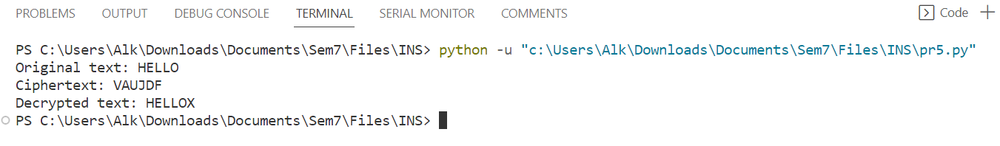 PROBLEMS OUTPUT DEBUG CONSOLE TERMINAL SERIAL MONITOR COMMENTS Code
PS C:\Users\Alk\Downloads\Documents\Sem7\Files\INS> python -u "c:\Users\Alk\Downloads\Documents\Sem7\Files\INS\pr5.py"
Original text: HELLO
Ciphertext: VAUJDF
Decrypted text: HELLOX
PS C:\Users\Alk\Downloads\Documents\Sem7\Files\INS>